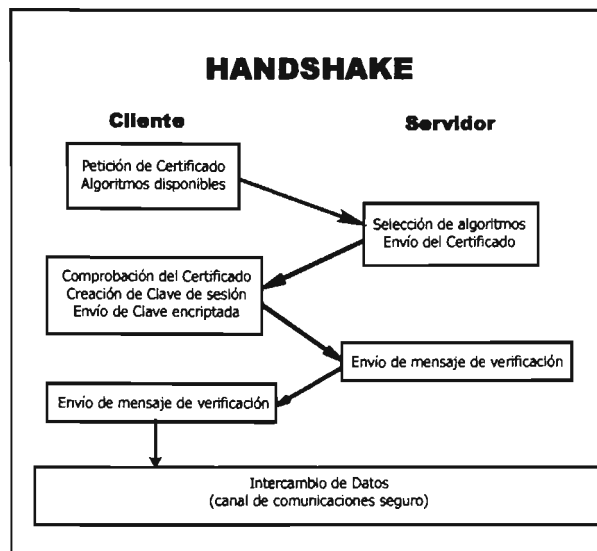 HANDSHAKE
Cliente
Servidor
Petición de Certificado
Algoritmos disponibles
Selección de algoritmos
Envío del Certificado
Comprobación del Certificado
Creación de Clave de sesión
Envío de Clave encriptada
Envío de mensaje de verificación
Envío de mensaje de verificación
Intercambio de Datos
(canal de comunicaciones seguro)